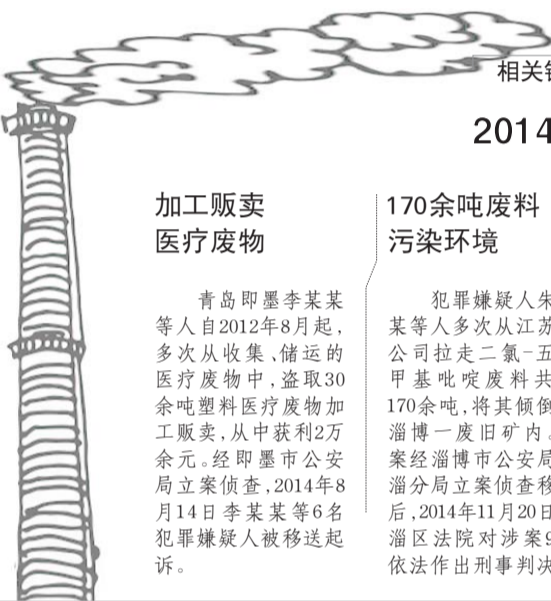 相关
2014
加工贩卖
医疗废物
青岛即墨李某某
等人自2012年8月起，
多次从收集、储运的
医疗废物中，盗取30
余吨塑料医疗废物加
工贩卖，从中获利2万
余元。经即墨市公安
局立案侦查，2014年8
月14日李某某等6名
犯罪嫌疑人被移送起
诉。
170余吨废料
污染环境
犯罪嫌疑人朱
某等人多次从江苏
公司拉走二氯-五
甲基吡啶废料共
170余吨，将其倾倒
淄博一废旧矿内。
案经淄博市公安局
淄分局立案侦查移
后，2014年11月20日
淄区法院对涉案9
依法作出刑事判决